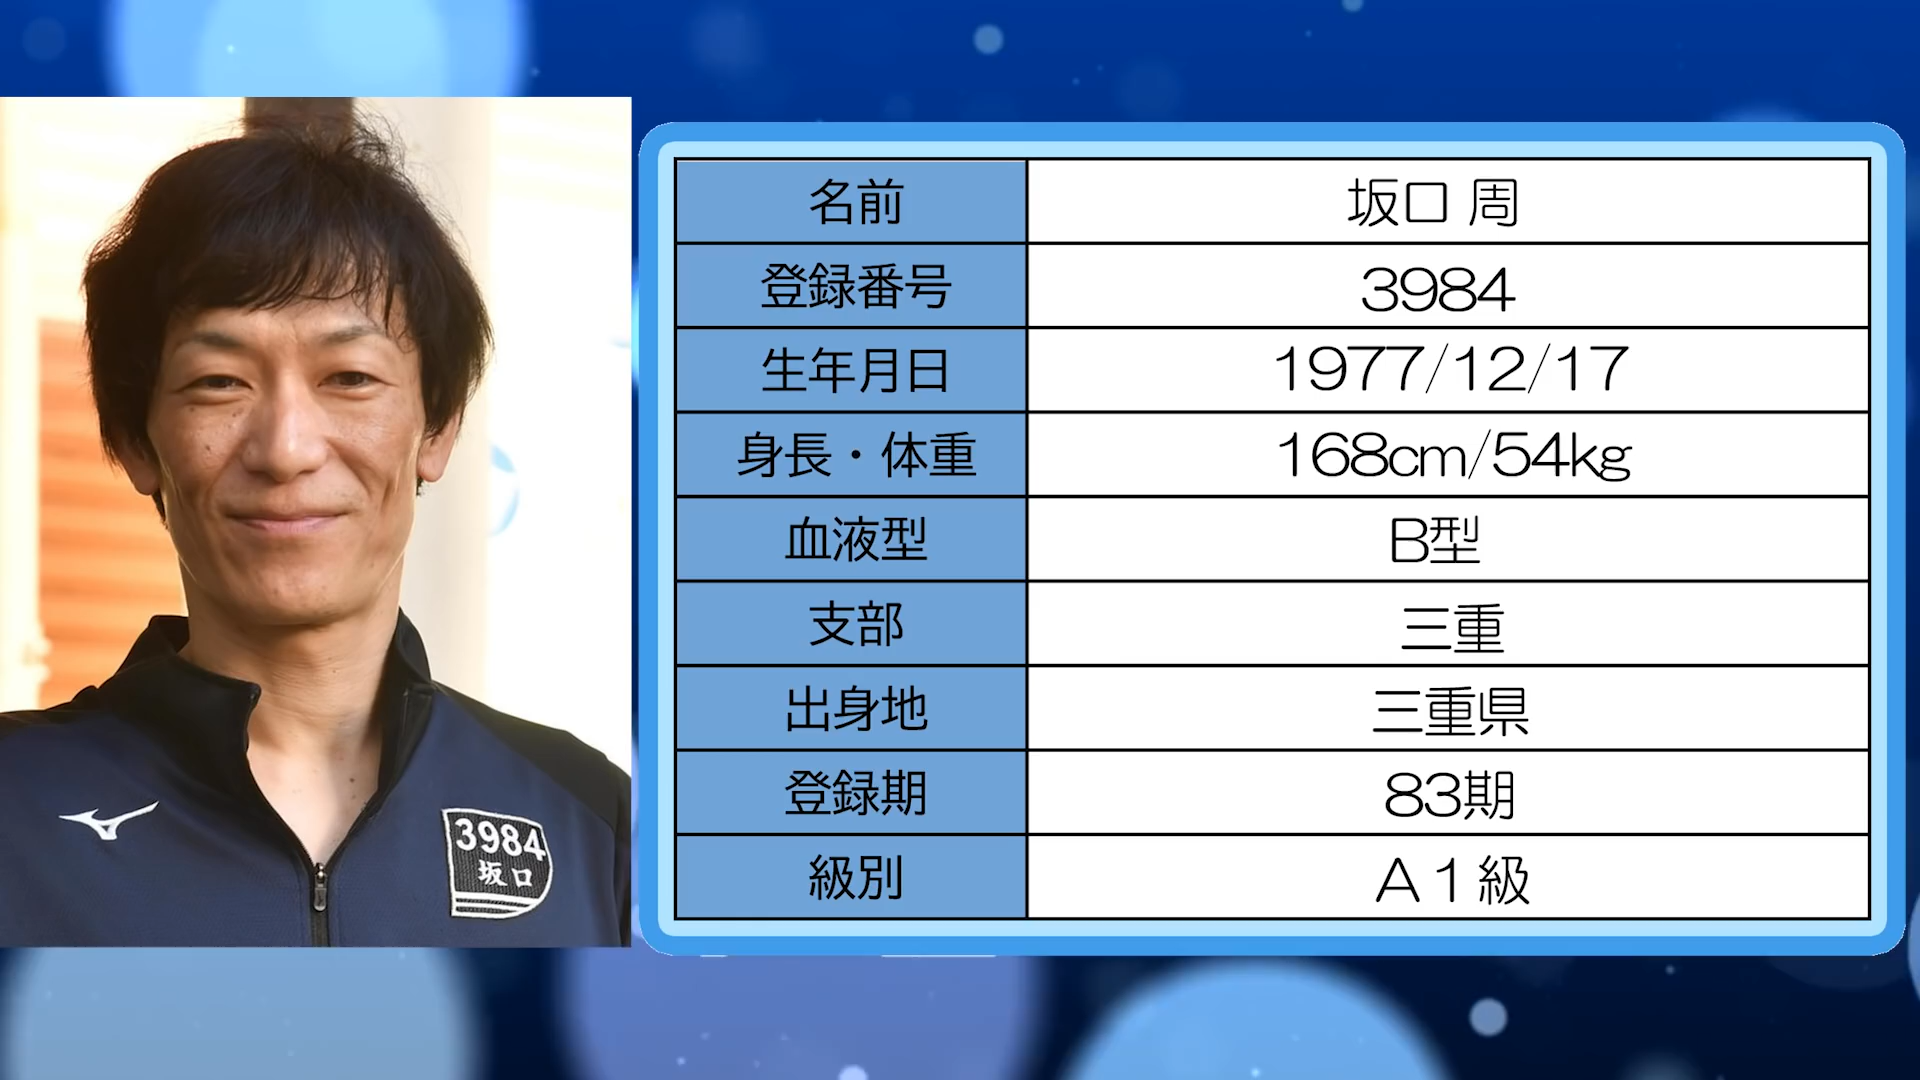 名前 坂口 周
登録番号 3984
生年月日 1977/12/17
身長・体重 168cm/54kg
血液型 B型
支部 三重
出身地 三重県
登録期 83期
級別 A1級
3984
坂口